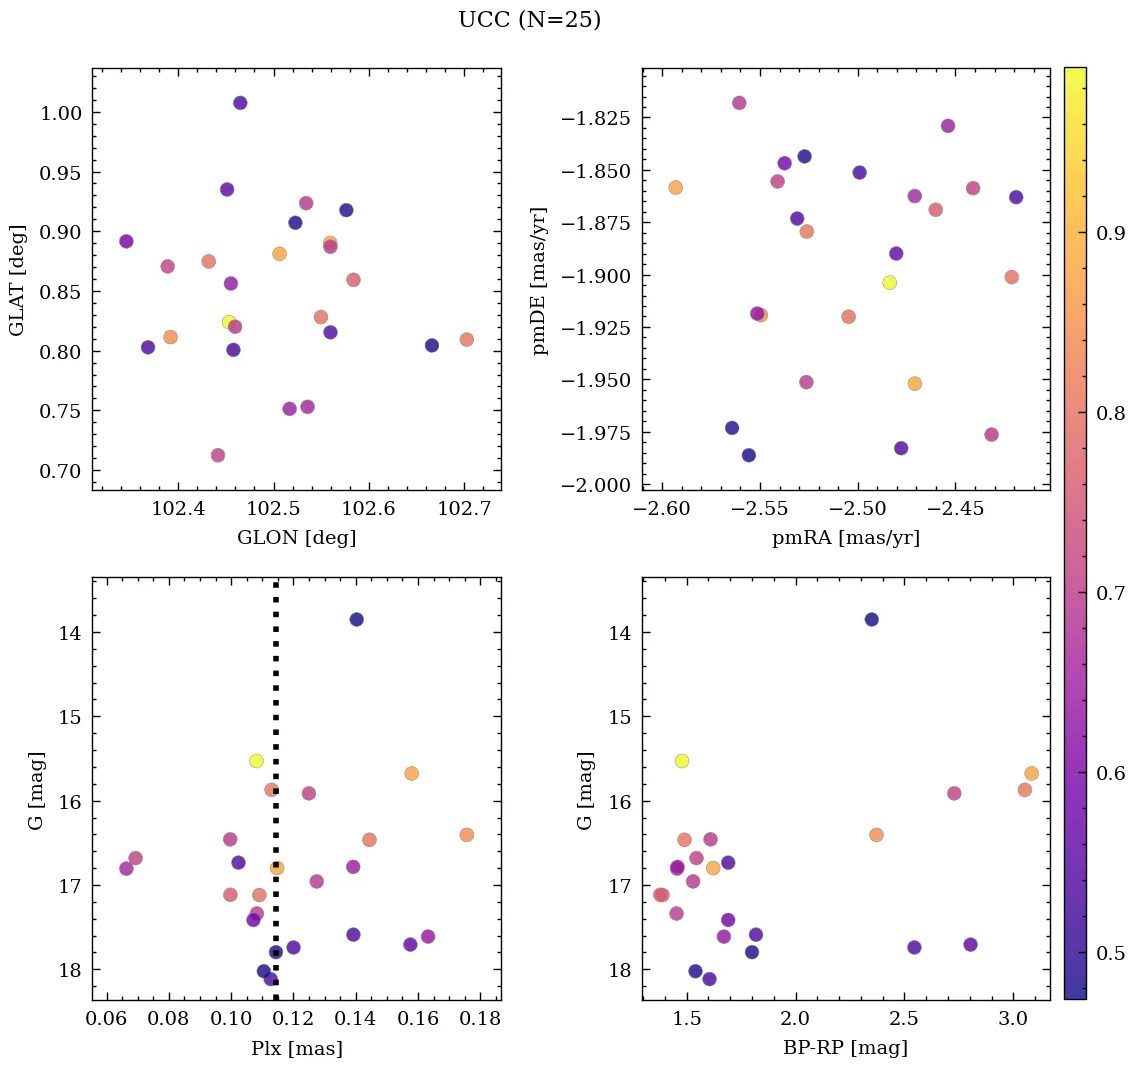 UCC (N=25)
1.00
0.95
0.90
0.85
0.80
0.75
0.70
GLAT [deg]
102.4 102.5 102.6 102.7
GLON [deg]
−1.825
−1.850
−1.875
−1.900
−1.925
−1.950
−1.975
−2.000
pmDE [mas/yr]
−2.60 −2.55 −2.50 −2.45
pmRA [mas/yr]
14
15
16
17
18
G [mag]
0.06 0.08 0.10 0.12 0.14 0.16 0.18
Plx [mas]
14
15
16
17
18
G [mag]
1.5 2.0 2.5 3.0
BP-RP [mag]
0.9
0.8
0.7
0.6
0.5